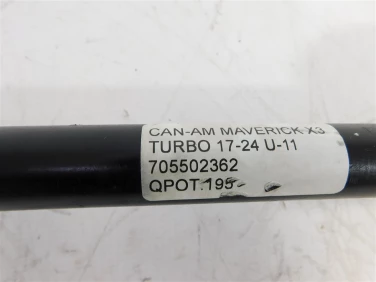 CAN-AM MAVERICK X3
TURBO 17-24 U-11
705502362
QPOT:195-